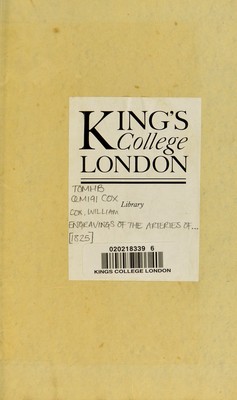 KING'S
College
LONDON
TOMHB
QM191 COX
Library
COX, WILLIAM
ENGRAVINGS OF THE ARTERIES OF...
[1825]
020218339 6
KINGS COLLEGE LONDON